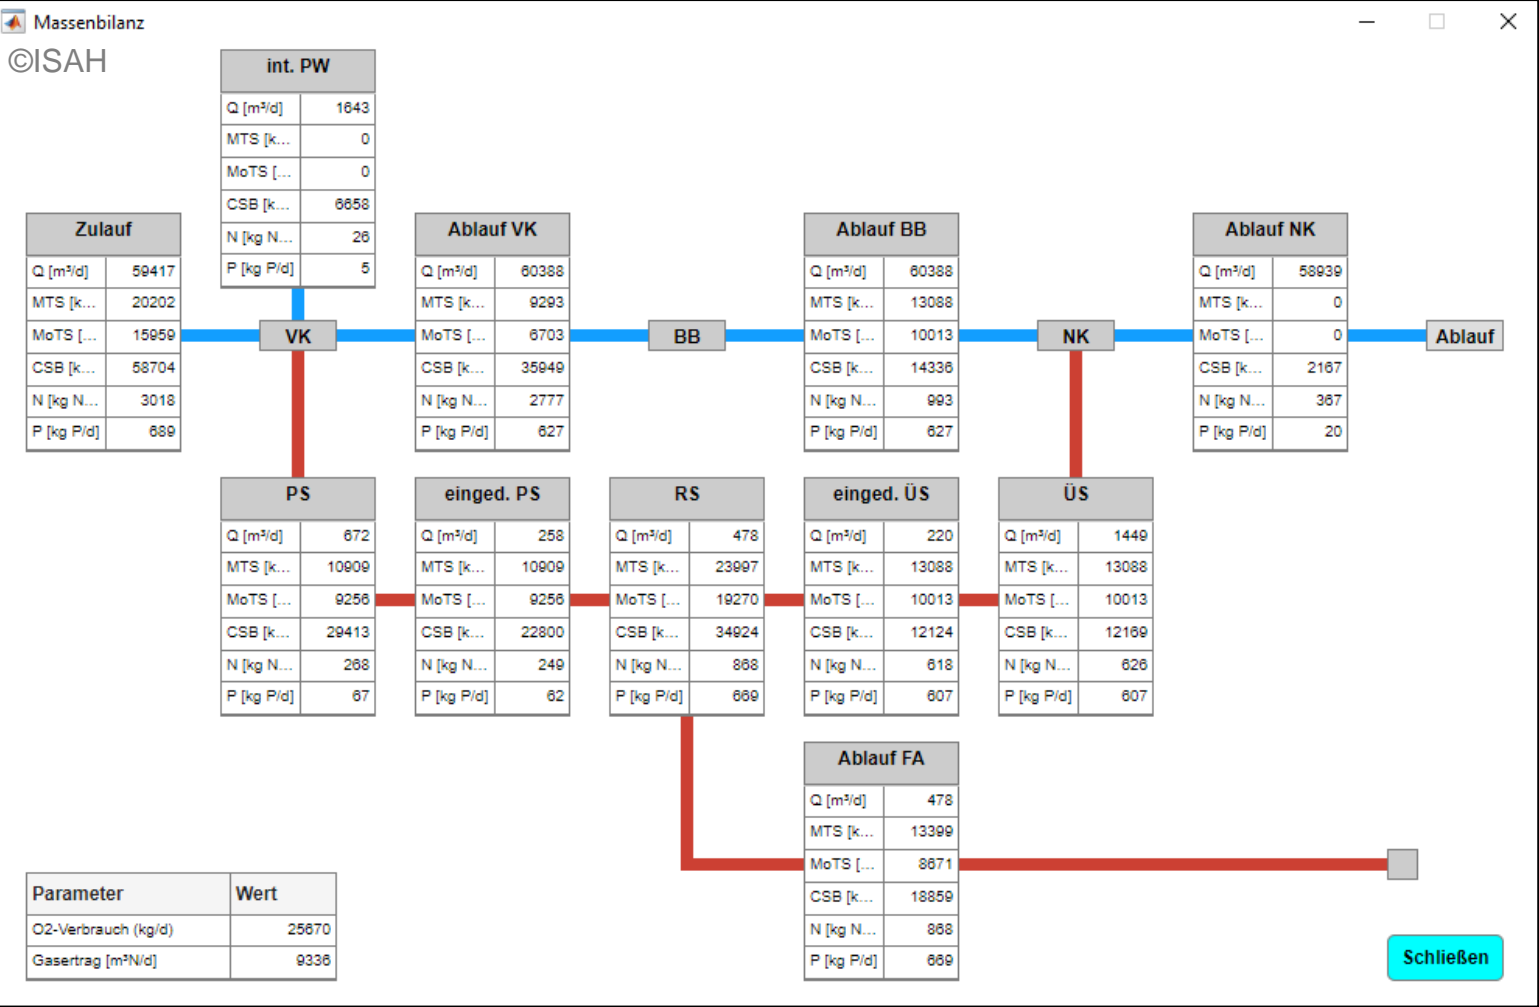 Massenbilanz
©ISAH
int. PW
Q [m³/d] 1643
MTS [k... 0
MoTS [... 0
CSB [k... 6658
N [kg N... 26
P [kg P/d] 5
Zulauf
Q [m³/d] 59417
MTS [k... 20202
MoTS [... 15959
CSB [k... 58704
N [kg N... 3018
P [kg P/d] 689
VK
Ablauf VK
Q [m³/d] 60388
MTS [k... 9293
MoTS [... 6703
CSB [k... 35949
N [kg N... 2777
P [kg P/d] 627
BB
Ablauf BB
Q [m³/d] 60388
MTS [k... 13088
MoTS [... 10013
CSB [k... 14336
N [kg N... 993
P [kg P/d] 627
NK
Ablauf NK
Q [m³/d] 58939
MTS [k... 0
MoTS [... 0
CSB [k... 2167
N [kg N... 367
P [kg P/d] 20
Ablauf
PS
Q [m³/d] 672
MTS [k... 10909
MoTS [... 9256
CSB [k... 29413
N [kg N... 268
P [kg P/d] 67
einged. PS
Q [m³/d] 258
MTS [k... 10909
MoTS [... 9256
CSB [k... 22800
N [kg N... 249
P [kg P/d] 62
RS
Q [m³/d] 478
MTS [k... 23997
MoTS [... 19270
CSB [k... 34924
N [kg N... 868
P [kg P/d] 669
einged. ÜS
Q [m³/d] 220
MTS [k... 13088
MoTS [... 10013
CSB [k... 12124
N [kg N... 618
P [kg P/d] 607
ÜS
Q [m³/d] 1449
MTS [k... 13088
MoTS [... 10013
CSB [k... 12169
N [kg N... 626
P [kg P/d] 607
Ablauf FA
Q [m³/d] 478
MTS [k... 13399
MoTS [... 8671
CSB [k... 18859
N [kg N... 868
P [kg P/d] 669
Parameter Wert
O2-Verbrauch (kg/d) 25670
Gasertrag [m³N/d] 9336
Schließen